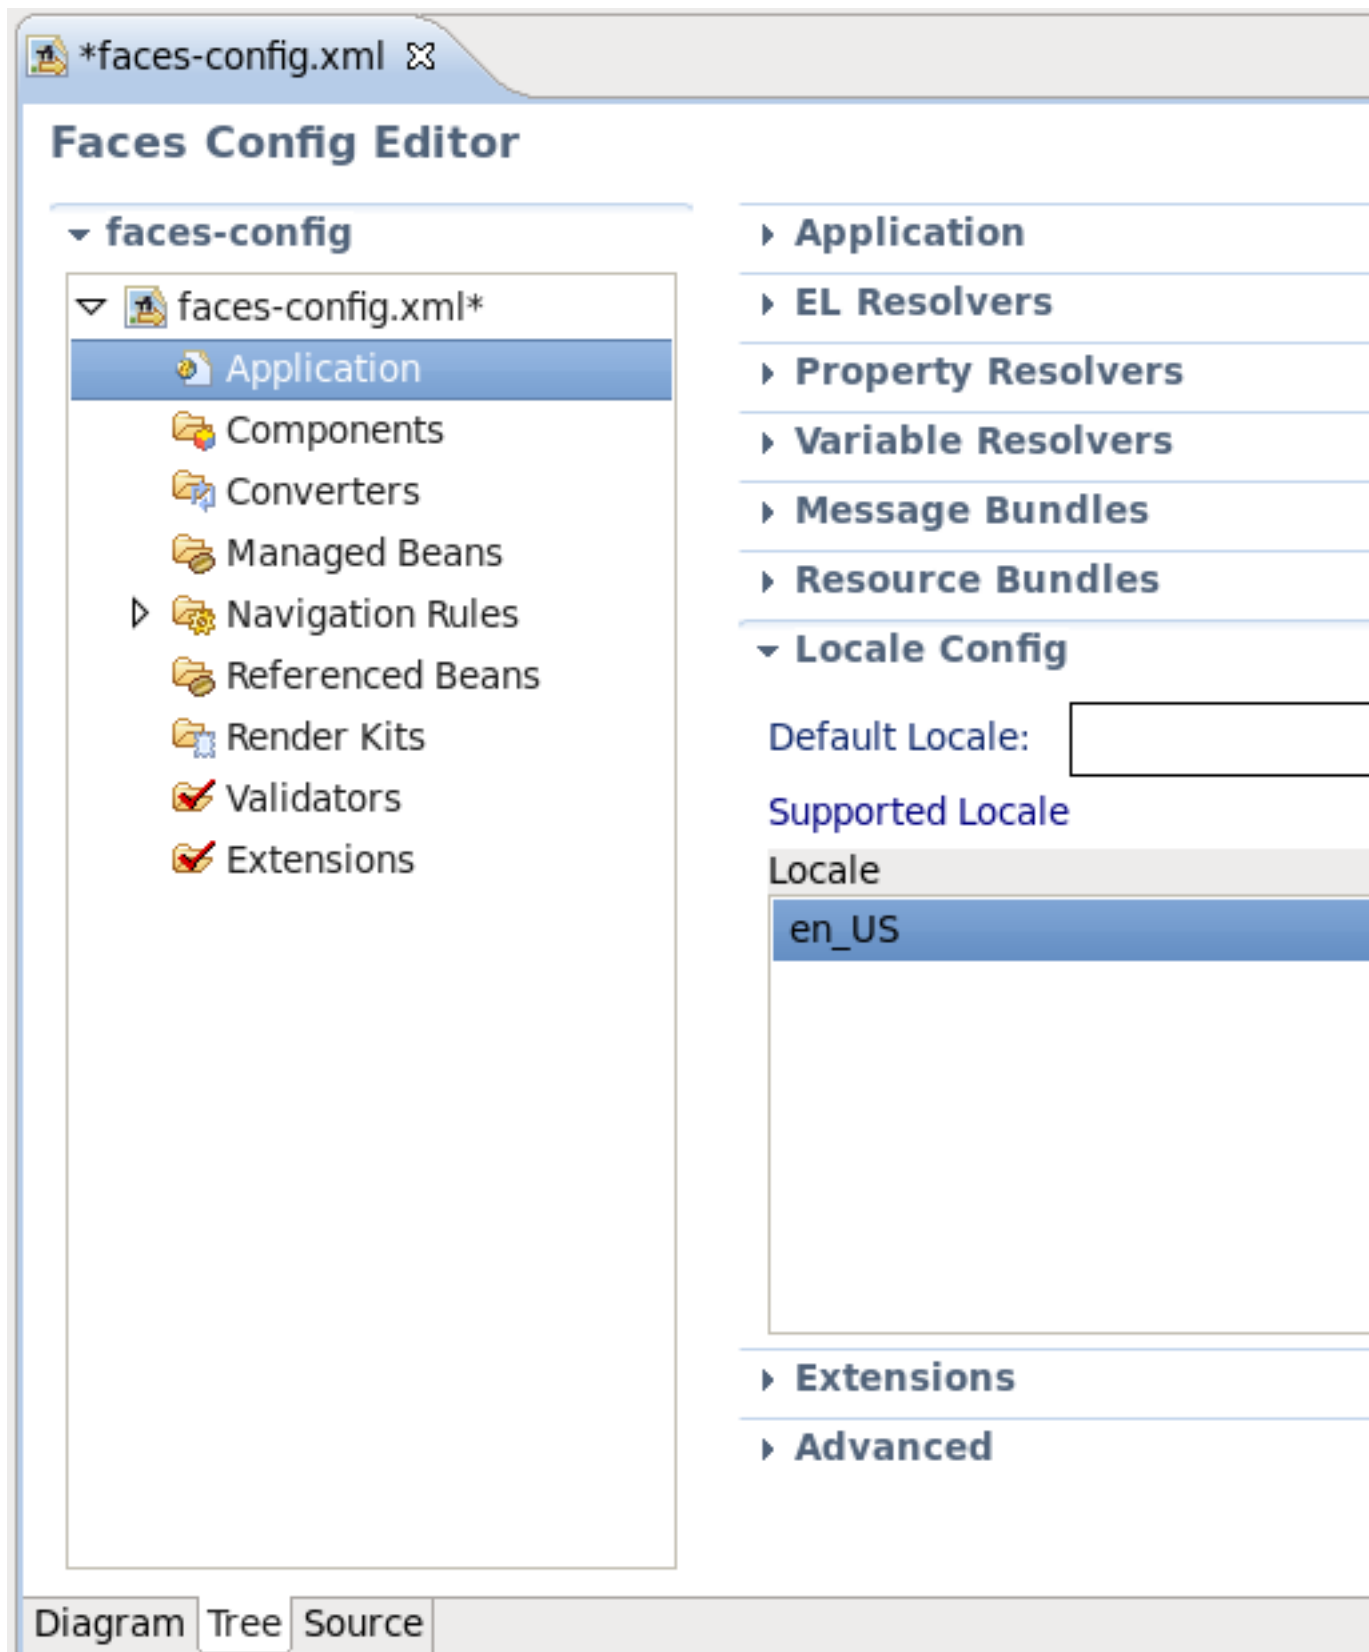 *faces-config.xml
Faces Config Editor
faces-config
faces-config.xml*
Application
Components
Converters
Managed Beans
Navigation Rules
Referenced Beans
Render Kits
Validators
Extensions
Application
EL Resolvers
Property Resolvers
Variable Resolvers
Message Bundles
Resource Bundles
Locale Config
Default Locale:
Supported Locale
Locale
en_US
Extensions
Advanced
Diagram Tree Source